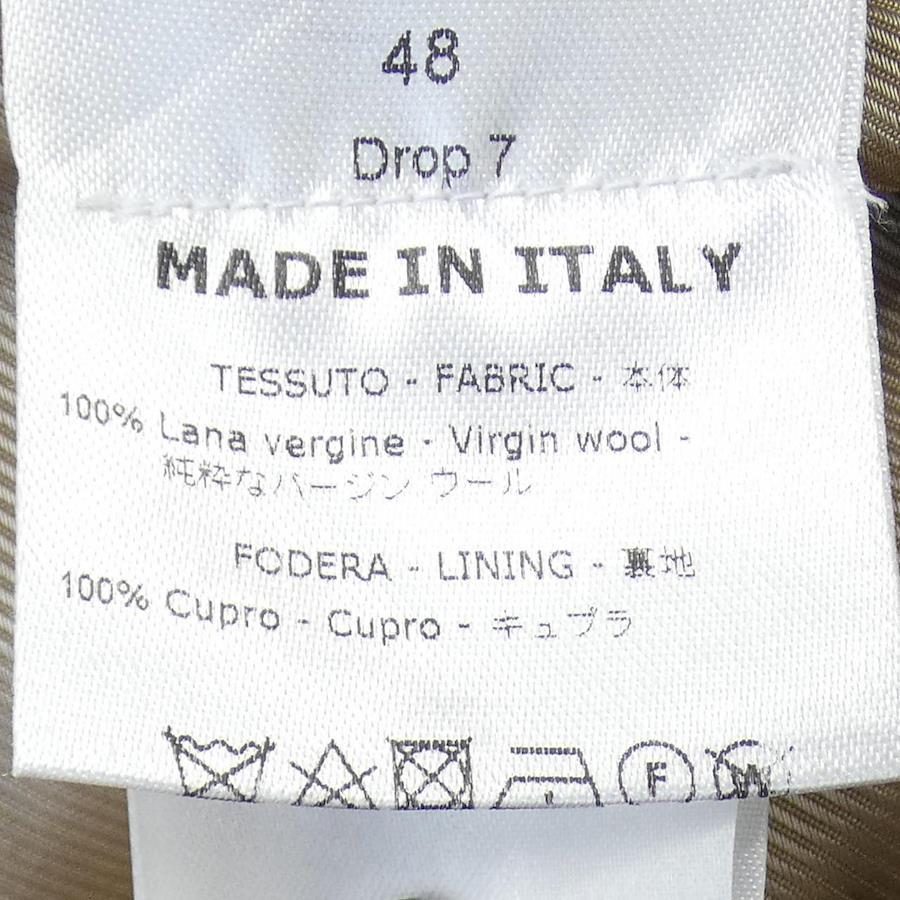 48
Drop 7
MADE IN ITALY
TESSUTO - FABRIC - 本体
100% Lana vergine - Virgin wool -
純粋なバージン ウール
FODERA - LINING - 裏地
100% Cupro - Cupro - キュプラ
F W